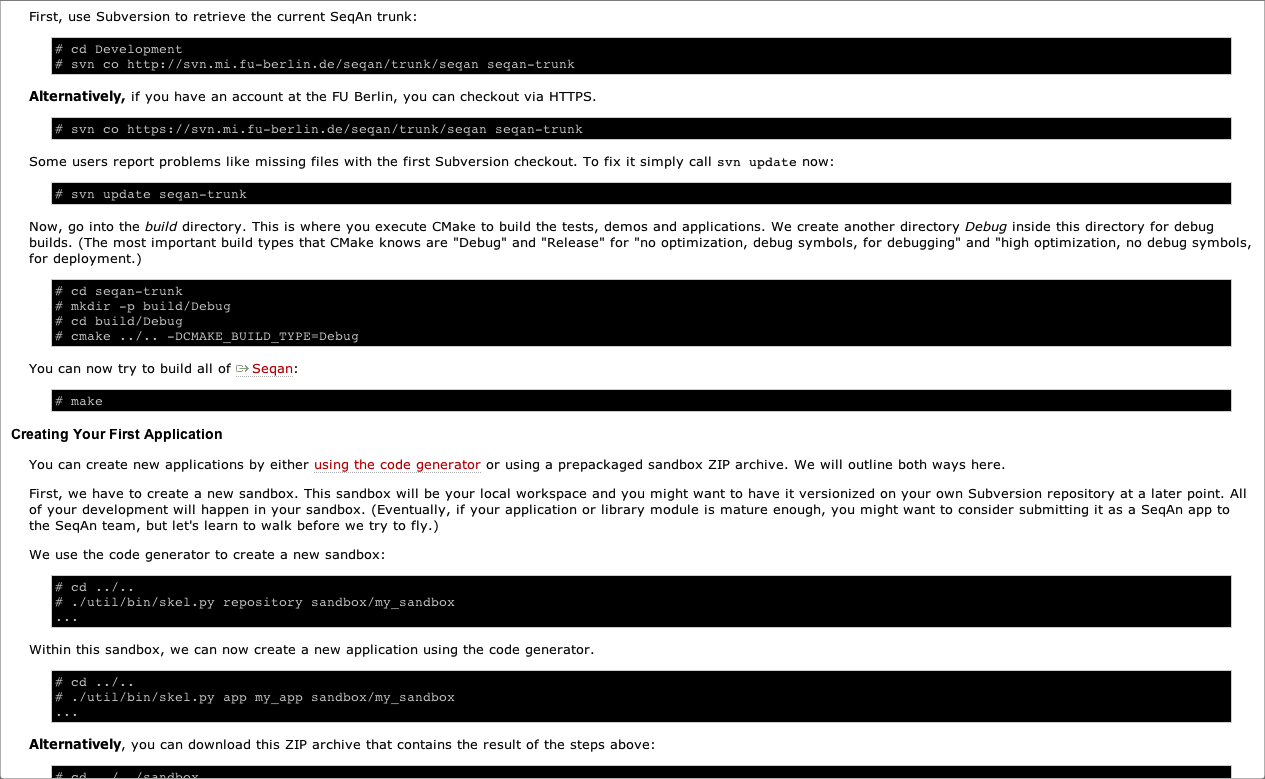 First, use Subversion to retrieve the current SeqAn trunk:
# cd Development
# svn co http://svn.mi.fu-berlin.de/seqan/trunk/seqan seqan-trunk
Alternatively, if you have an account at the FU Berlin, you can checkout via HTTPS.
# svn co https://svn.mi.fu-berlin.de/seqan/trunk/seqan seqan-trunk
Some users report problems like missing files with the first Subversion checkout. To fix it simply call svn update now:
# svn update seqan-trunk
Now, go into the build directory. This is where you execute CMake to build the tests, demos and applications. We create another directory Debug inside this directory for debug
builds. (The most important build types that CMake knows are "Debug" and "Release" for "no optimization, debug symbols, for debugging" and "high optimization, no debug symbols,
for deployment.)
# cd seqan-trunk
# mkdir -p build/Debug
# cd build/Debug
# cmake ../.. -DCMAKE_BUILD_TYPE=Debug
You can now try to build all of Seqan:
# make
Creating Your First Application
You can create new applications by either using the code generator or using a prepackaged sandbox ZIP archive. We will outline both ways here.
First, we have to create a new sandbox. This sandbox will be your local workspace and you might want to have it versionized on your own Subversion repository at a later point. All
of your development will happen in your sandbox. (Eventually, if your application or library module is mature enough, you might want to consider submitting it as a SeqAn app to
the SeqAn team, but let's learn to walk before we try to fly.)
We use the code generator to create a new sandbox:
# cd ../..
# ./util/bin/skel.py repository sandbox/my_sandbox
...
Within this sandbox, we can now create a new application using the code generator.
# cd ../..
# ./util/bin/skel.py app my_app sandbox/my_sandbox
...
Alternatively, you can download this ZIP archive that contains the result of the steps above:
# cd ../../sandbox